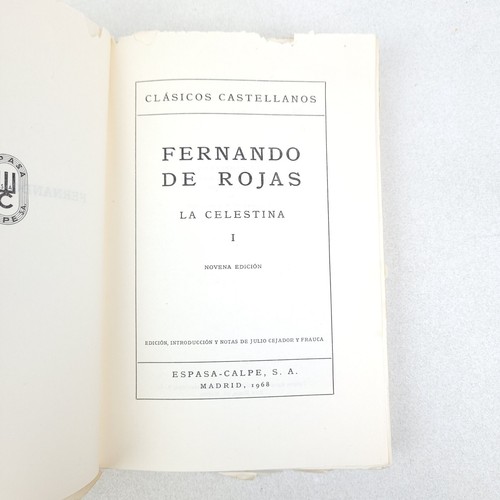 CLÁSICOS CASTELLANOS
FERNANDO
DE ROJAS
LA CELESTINA
I
NOVENA EDICIÓN
EDICIÓN, INTRODUCCIÓN Y NOTAS DE JULIO CEJADOR Y FRAUCA
ESPASA-CALPE, S. A.
MADRID, 1968